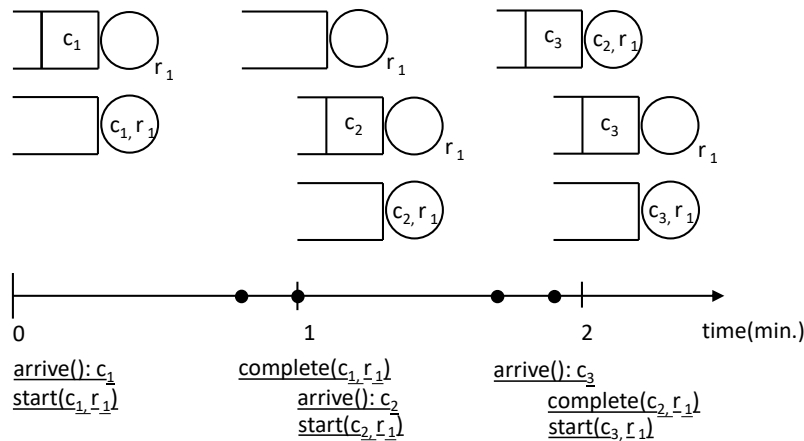 c1 r1 r1 c3 c2, r1
c1, r1 c2 r1 c3 r1
c2, r1 c3, r1
0 1 2 time(min.)
arrive(): c1 complete(c1, r1) arrive(): c3
start(c1, r1) arrive(): c2 complete(c2, r1)
start(c2, r1) start(c3, r1)